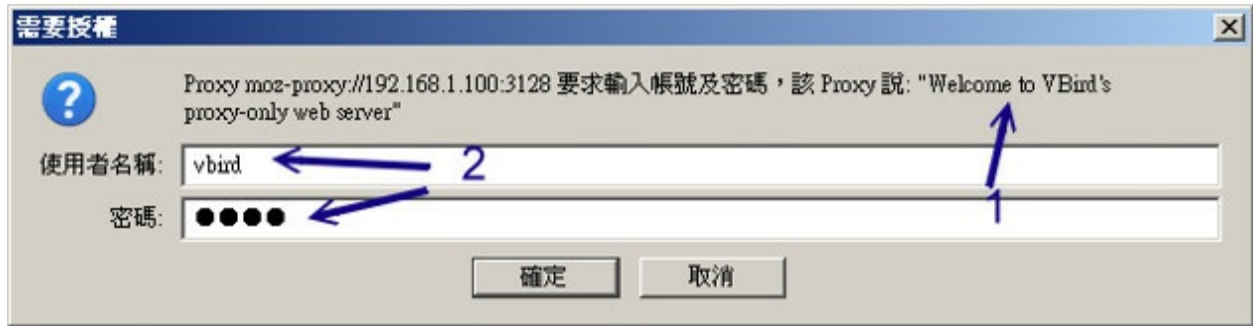 需要授權
Proxy moz-proxy://192.168.1.100:3128 要求輸入帳號及密碼，該 Proxy 說: "Welcome to VBird's
proxy-only web server"
使用者名稱: vbird 2
密碼: ●●●● 1
確定 取消